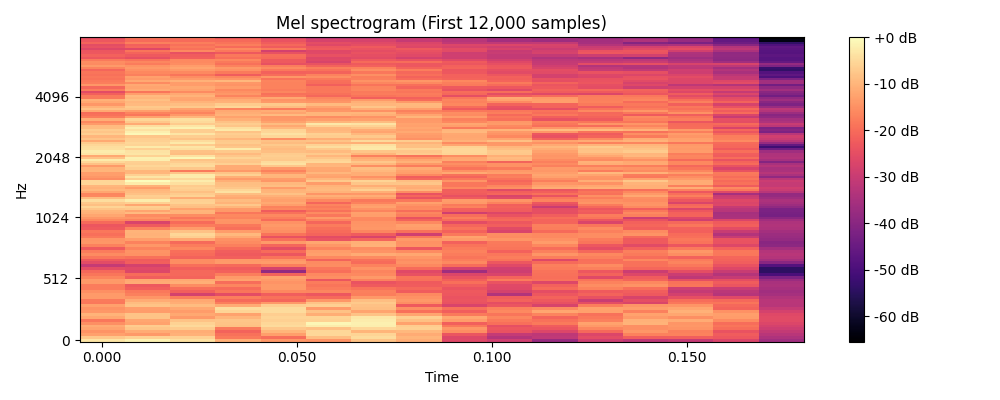 Mel spectrogram (First 12,000 samples)
Hz
4096
2048
1024
512
0
0.000
0.050
0.100
0.150
Time
+0 dB
-10 dB
-20 dB
-30 dB
-40 dB
-50 dB
-60 dB